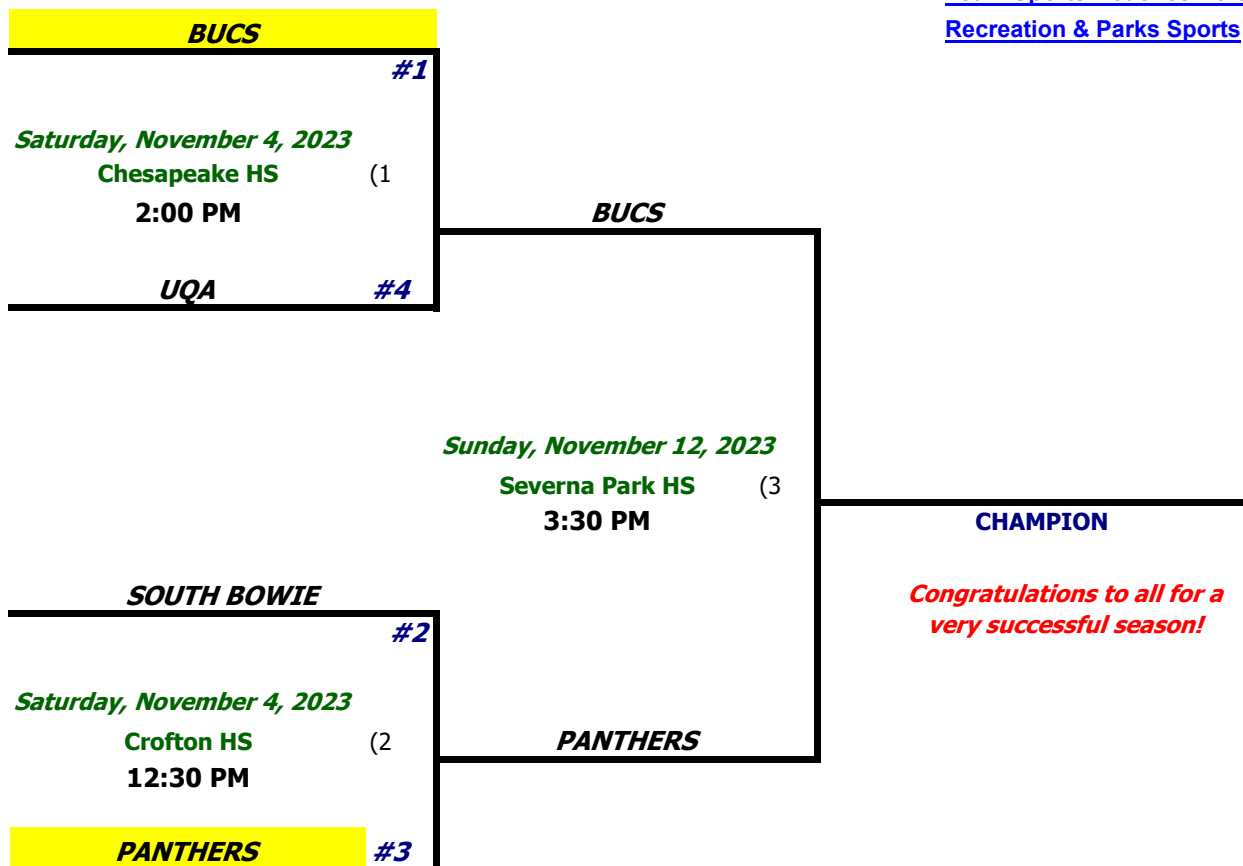 BUCS
Recreation & Parks Sports
#1
Saturday, November 4, 2023
Chesapeake HS (1
2:00 PM
BUCS
UQA #4
Sunday, November 12, 2023
Severna Park HS (3
3:30 PM
CHAMPION
SOUTH BOWIE
#2
Congratulations to all for a
very successful season!
Saturday, November 4, 2023
Crofton HS (2
12:30 PM
PANTHERS
PANTHERS #3